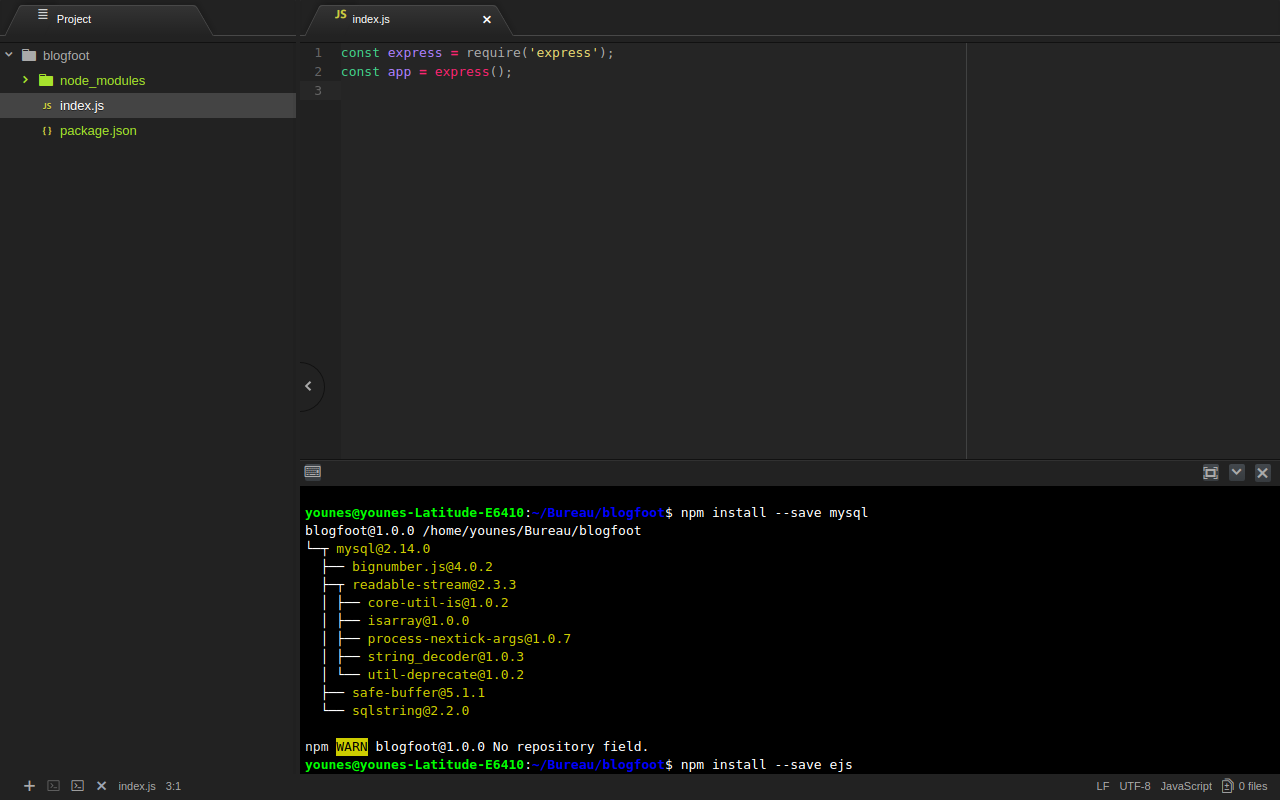 Project
index.js
blogfoot
node_modules
JS index.js
{} package.json
JS
1 const express = require('express');
2 const app = express();
3
younes@younes-Latitude-E6410:~/Bureau/blogfoot$ npm install --save mysql
blogfoot@1.0.0 /home/younes/Bureau/blogfoot
└─┬ mysql@2.14.0
  ├── bignumber.js@4.0.2
  ├─┬ readable-stream@2.3.3
  │ ├── core-util-is@1.0.2
  │ ├── isarray@1.0.0
  │ ├── process-nextick-args@1.0.7
  │ ├── string_decoder@1.0.3
  │ └── util-deprecate@1.0.2
  ├── safe-buffer@5.1.1
  └── sqlstring@2.2.0
npm WARN blogfoot@1.0.0 No repository field.
younes@younes-Latitude-E6410:~/Bureau/blogfoot$ npm install --save ejs
index.js 3:1
LF UTF-8 JavaScript 0 files